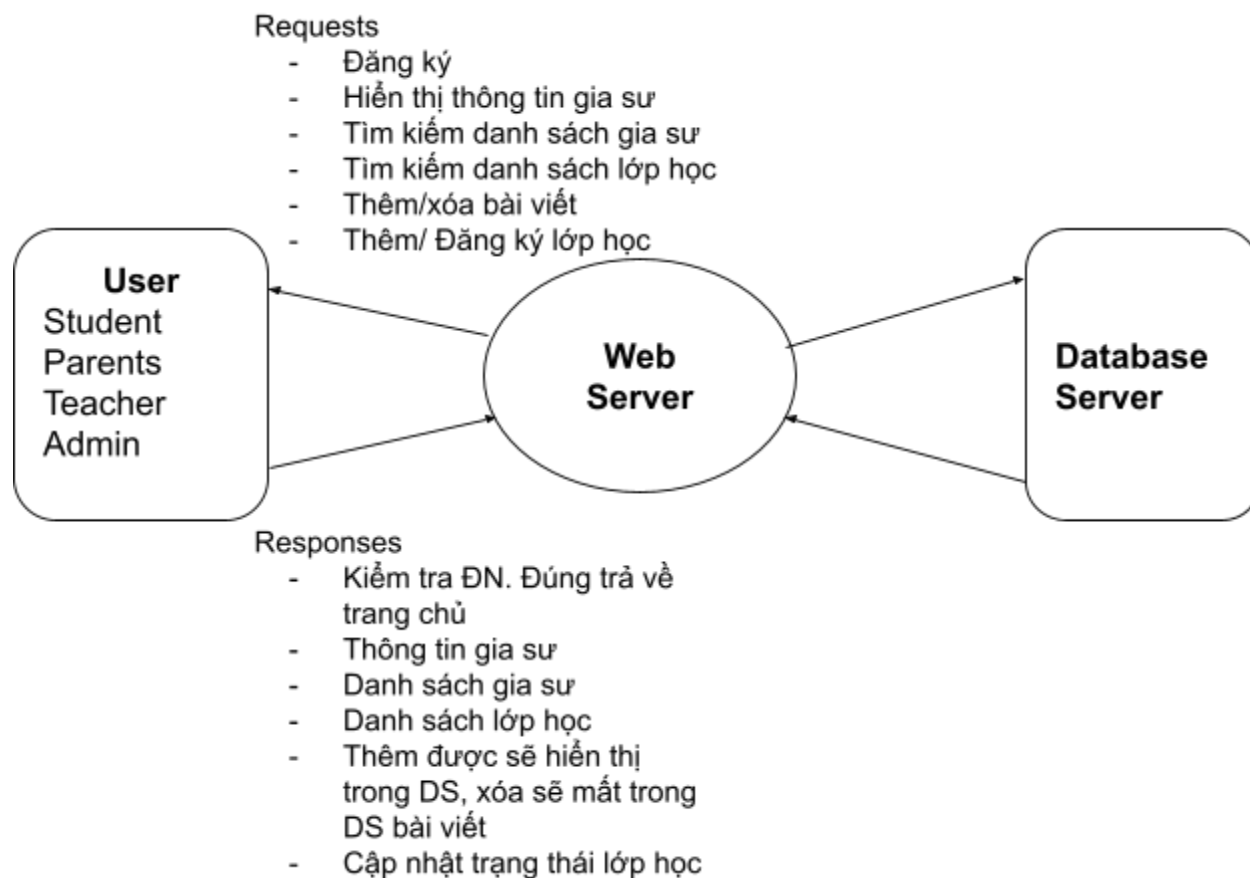 Requests
- Đăng ký
- Hiển thị thông tin gia sư
- Tìm kiếm danh sách gia sư
- Tìm kiếm danh sách lớp học
- Thêm/xóa bài viết
- Thêm/ Đăng ký lớp học
User
Student
Parents
Teacher
Admin
Web
Server
Database
Server
Responses
- Kiểm tra ĐN. Đúng trả về
trang chủ
- Thông tin gia sư
- Danh sách gia sư
- Danh sách lớp học
- Thêm được sẽ hiển thị
trong DS, xóa sẽ mất trong
DS bài viết
- Cập nhật trạng thái lớp học